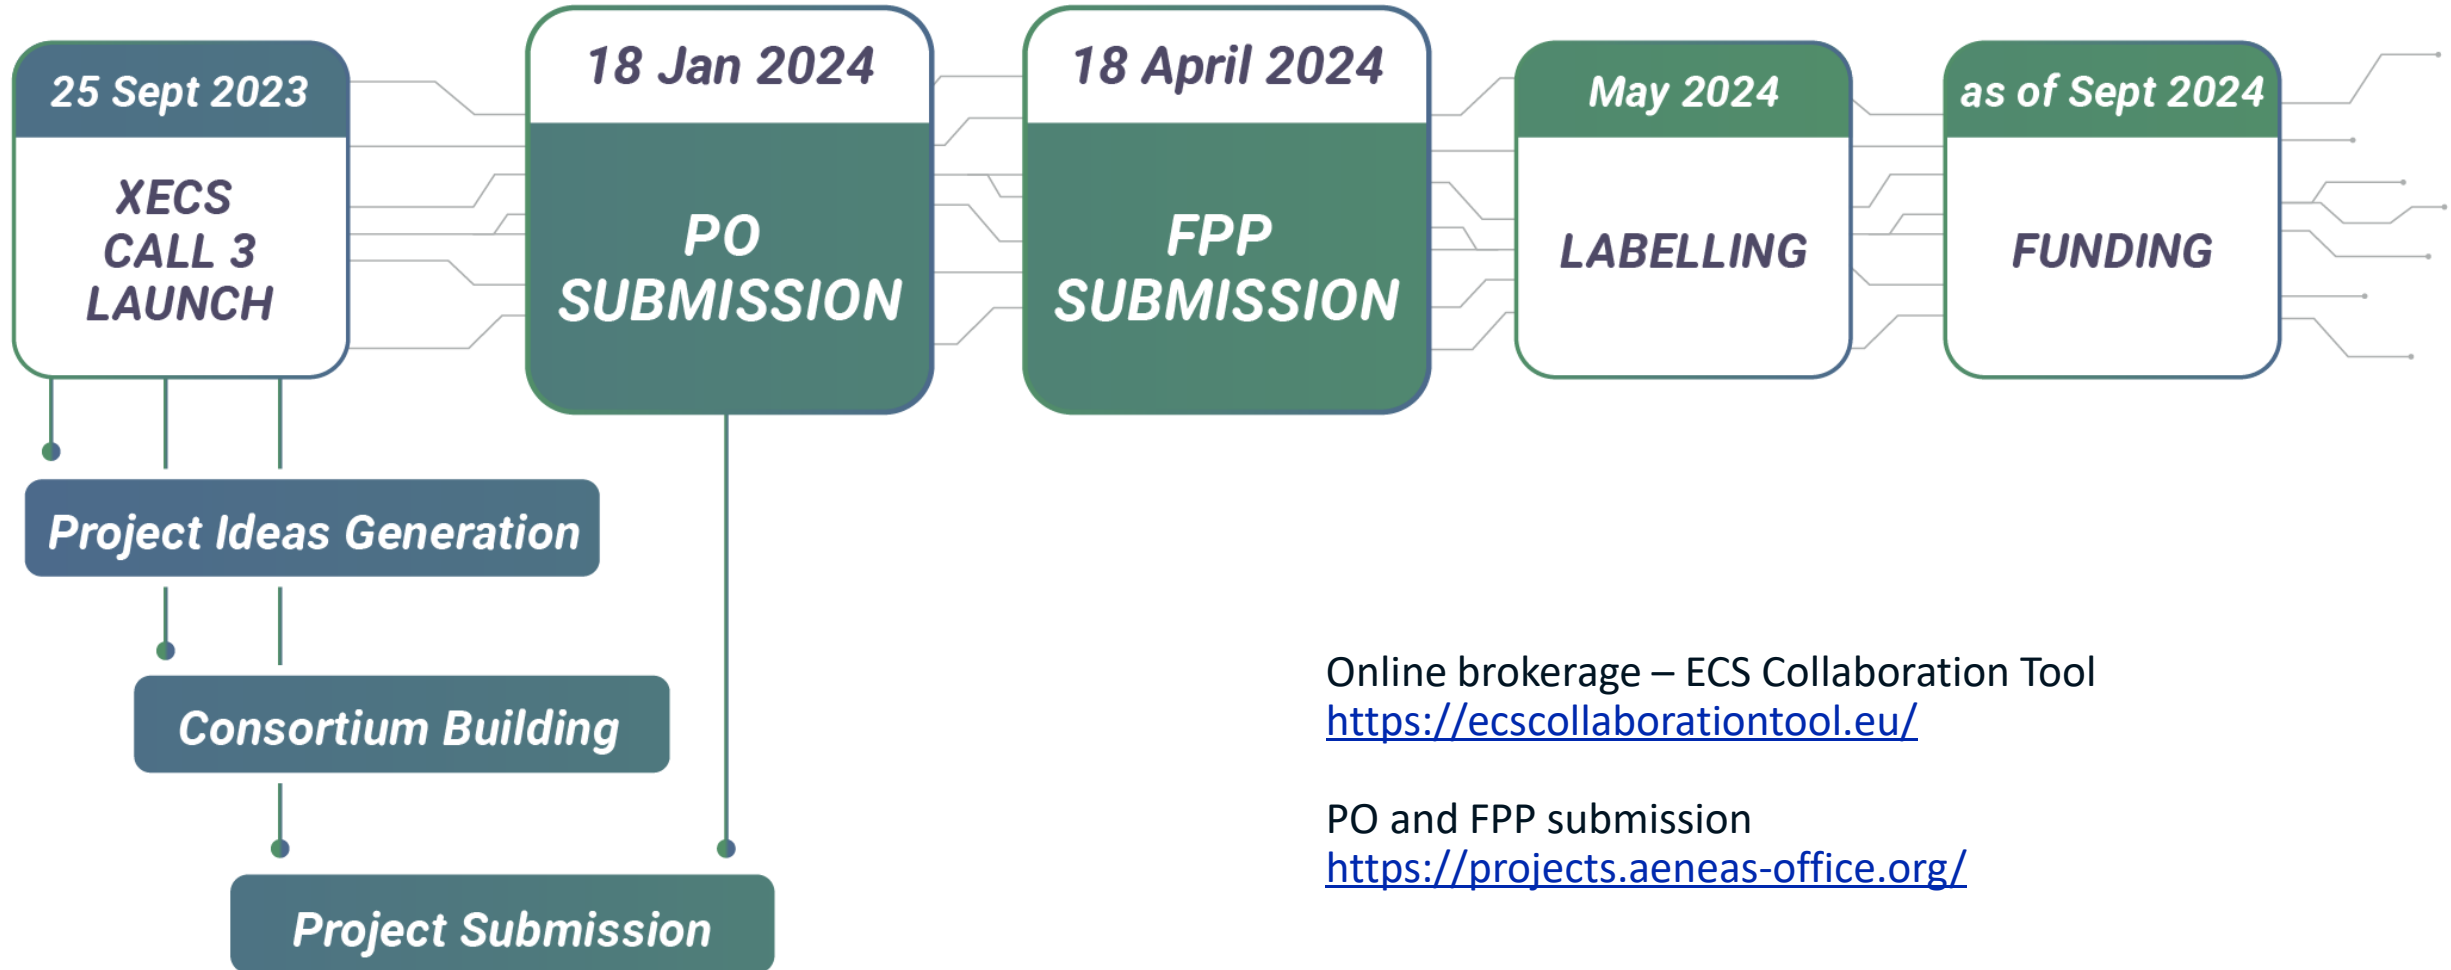 25 Sept 2023
XECS
CALL 3
LAUNCH
18 Jan 2024
PO
SUBMISSION
18 April 2024
FPP
SUBMISSION
May 2024
LABELLING
as of Sept 2024
FUNDING
Project Ideas Generation
Consortium Building
Project Submission
Online brokerage – ECS Collaboration Tool
https://ecscollaborationtool.eu/
PO and FPP submission
https://projects.aeneas-office.org/